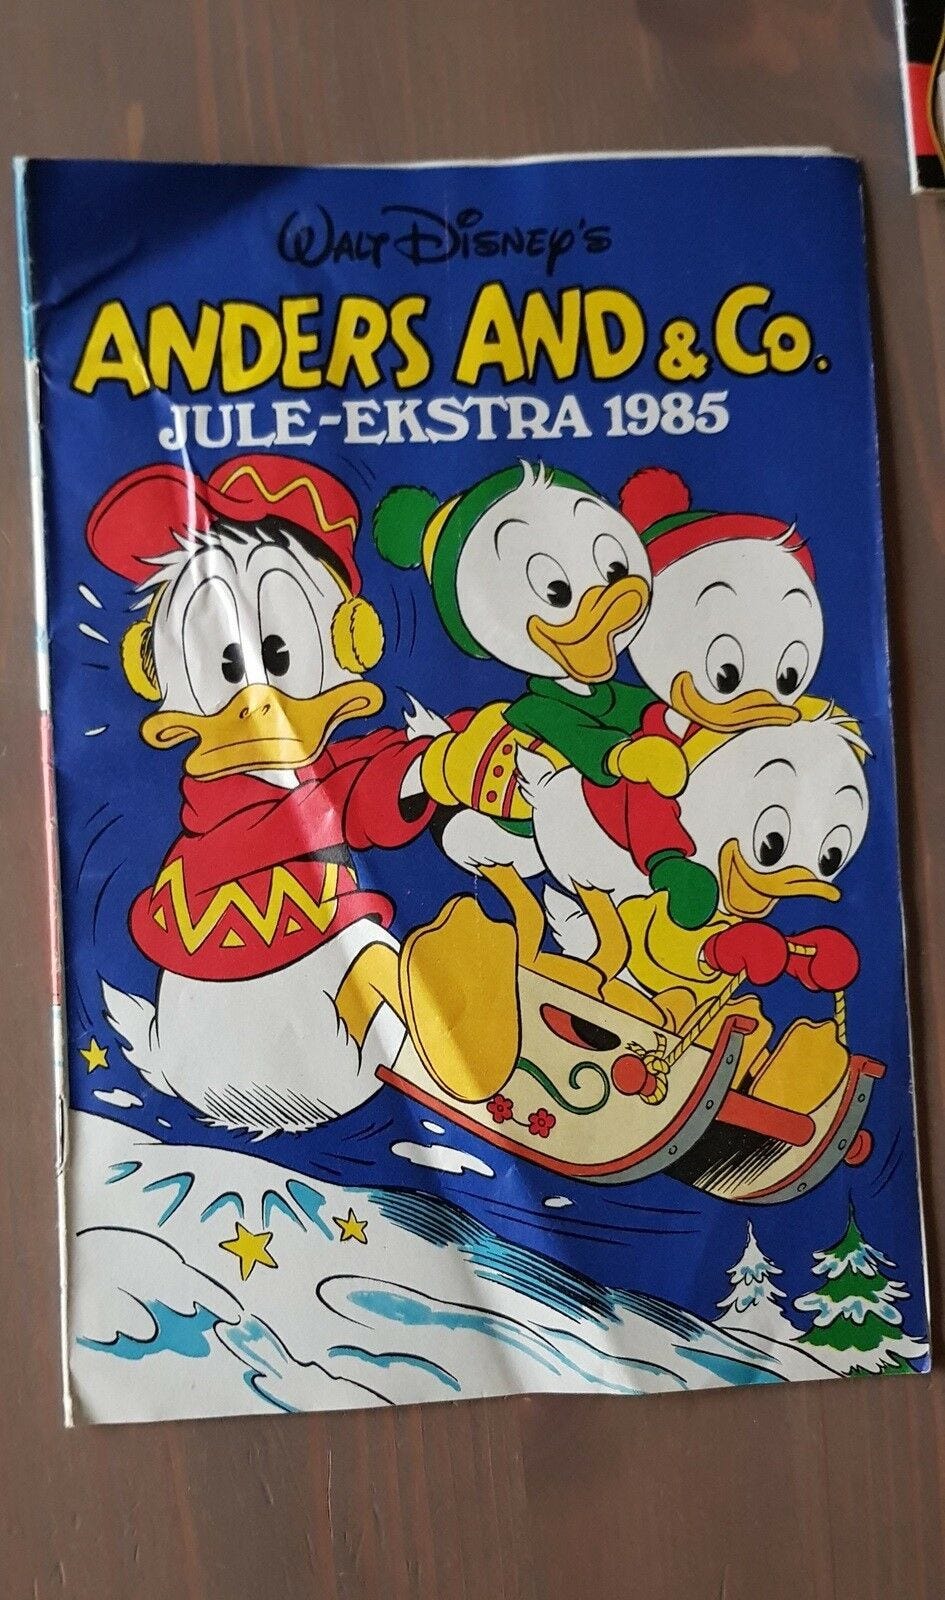 Walt Disney's
ANDERS AND & Co.
JULE-EKSTRA 1985